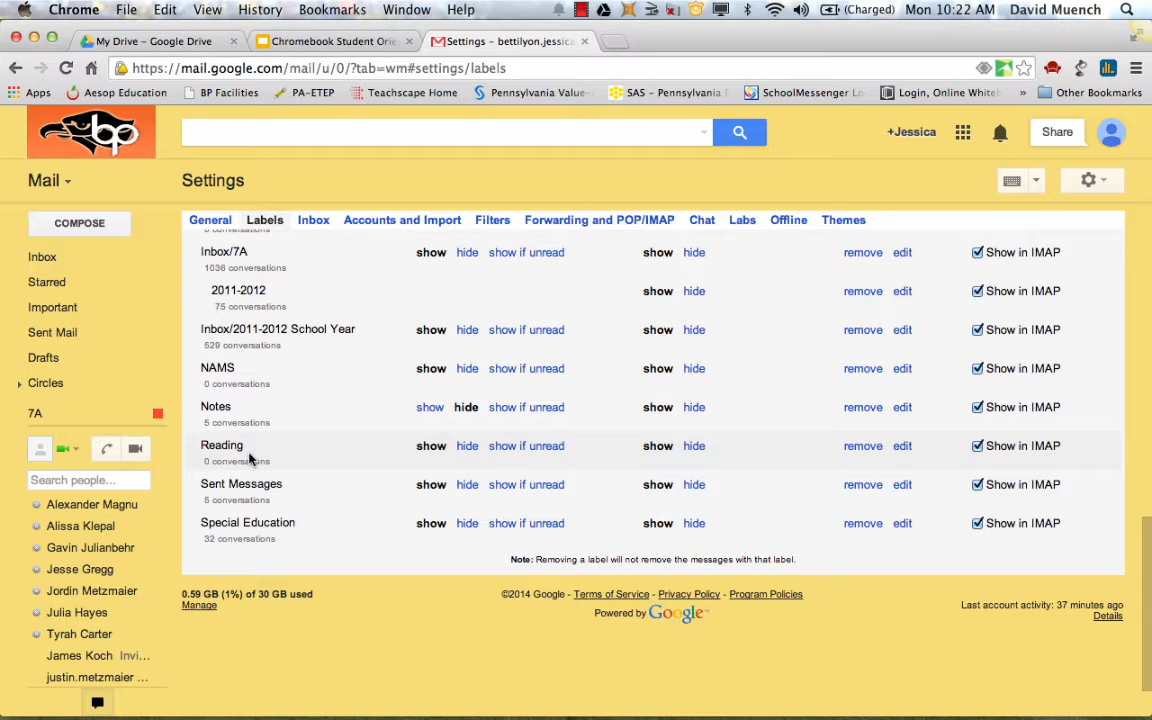 Chrome File Edit View History Bookmarks Window Help (Charged) Mon 10:22 AM David Muench
My Drive - Google Drive Chromebook Student Orie Settings - bettilyon.jessica
https://mail.google.com/mail/u/0/?tab=wm#settings/labels
Apps Aesop Education BP Facilities PA-ETEP Teachscape Home Pennsylvania Value- SAS - Pennsylvania SchoolMessenger Lo Login, Online White » Other Bookmarks
bp
+Jessica Share
Mail Settings
COMPOSE
General Labels Inbox Accounts and Import Filters Forwarding and POP/IMAP Chat Labs Offline Themes
Inbox
Starred
Important
Sent Mail
Drafts
Circles
7A
Search people...
Alexander Magnu
Alissa Klepal
Gavin Julianbehr
Jesse Gregg
Jordin Metzmaier
Julia Hayes
Tyrah Carter
James Koch Invi...
justin.metzmaier ...
0 conversations
Inbox/7A show hide show if unread show hide remove edit Show in IMAP
1036 conversations
2011-2012 show hide remove edit Show in IMAP
75 conversations
Inbox/2011-2012 School Year show hide show if unread show hide remove edit Show in IMAP
529 conversations
NAMS show hide show if unread show hide remove edit Show in IMAP
0 conversations
Notes show hide show if unread show hide remove edit Show in IMAP
5 conversations
Reading show hide show if unread show hide remove edit Show in IMAP
0 conversations
Sent Messages show hide show if unread show hide remove edit Show in IMAP
5 conversations
Special Education show hide show if unread show hide remove edit Show in IMAP
32 conversations
Note: Removing a label will not remove the messages with that label.
0.59 GB (1%) of 30 GB used
Manage
©2014 Google - Terms of Service - Privacy Policy - Program Policies
Powered by Google™
Last account activity: 37 minutes ago
Details